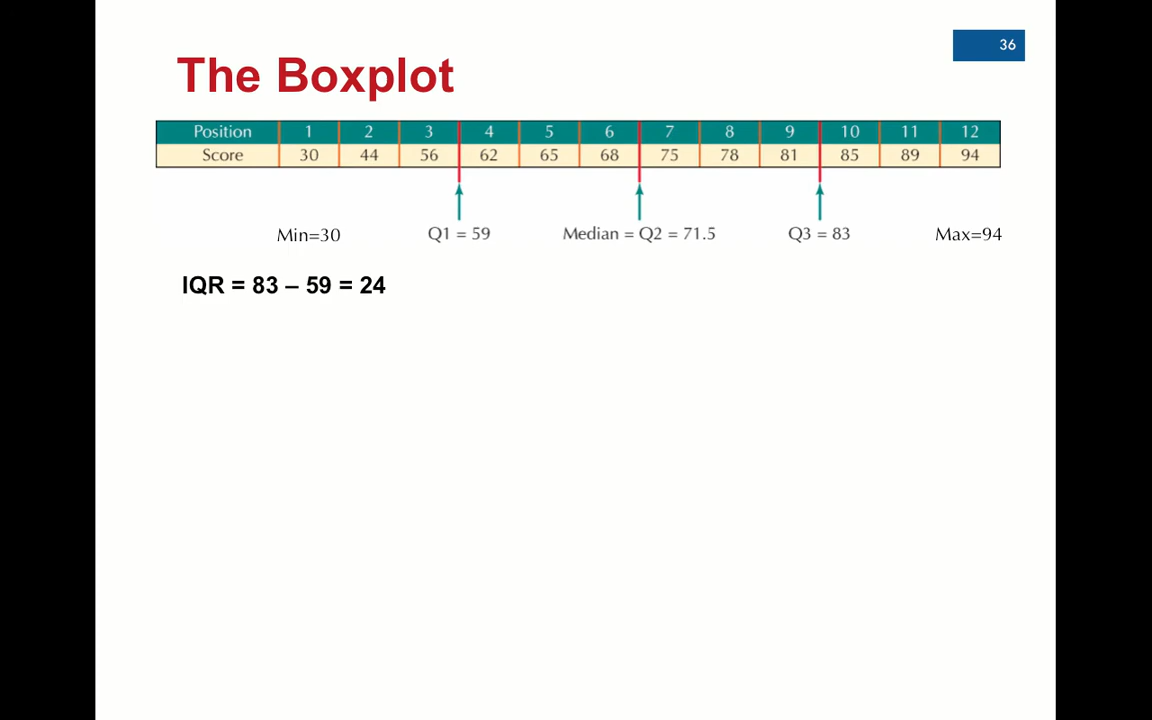 36
The Boxplot
Position 1 2 3 4 5 6 7 8 9 10 11 12
Score 30 44 56 62 65 68 75 78 81 85 89 94
Min=30 Q1 = 59 Median = Q2 = 71.5 Q3 = 83 Max=94
IQR = 83 – 59 = 24